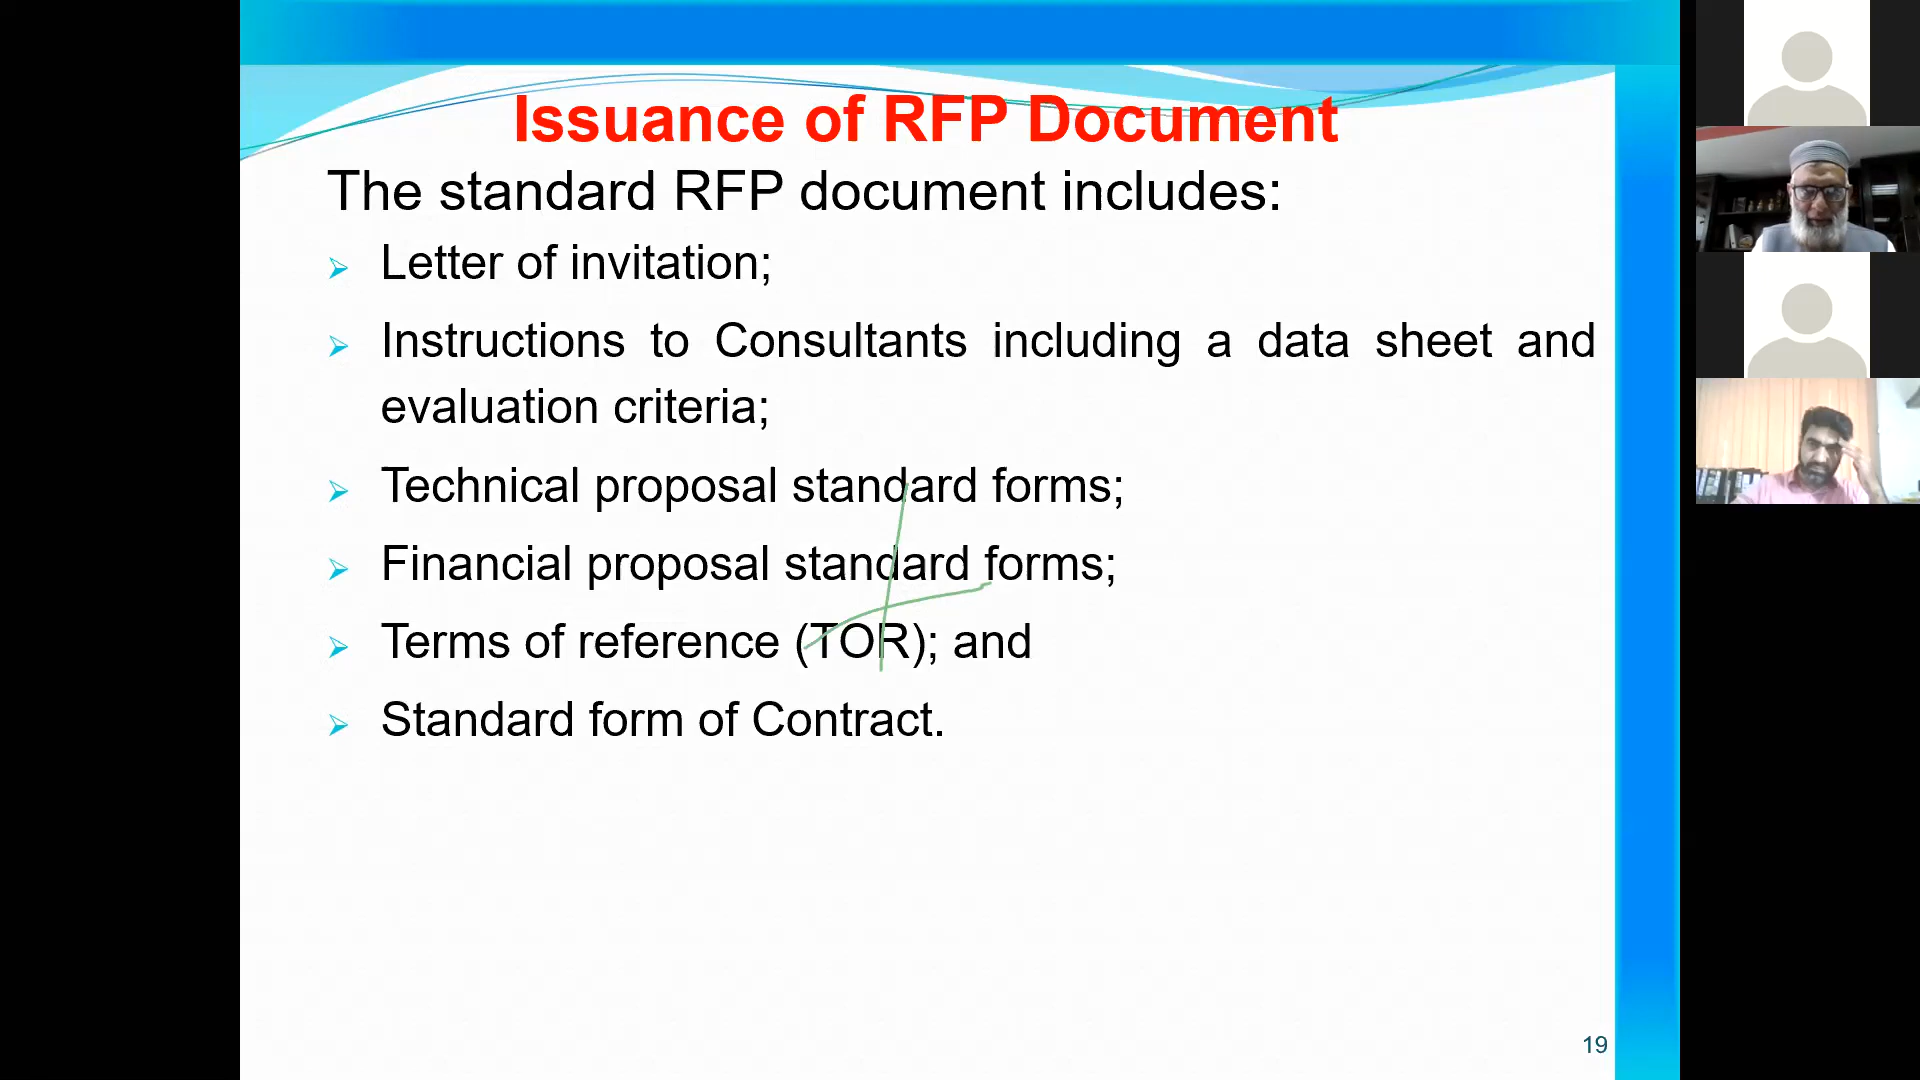 Issuance of RFP Document
The standard RFP document includes:
Letter of invitation;
Instructions to Consultants including a data sheet and
evaluation criteria;
Technical proposal standard forms;
Financial proposal standard forms;
Terms of reference (TOR); and
Standard form of Contract.
19